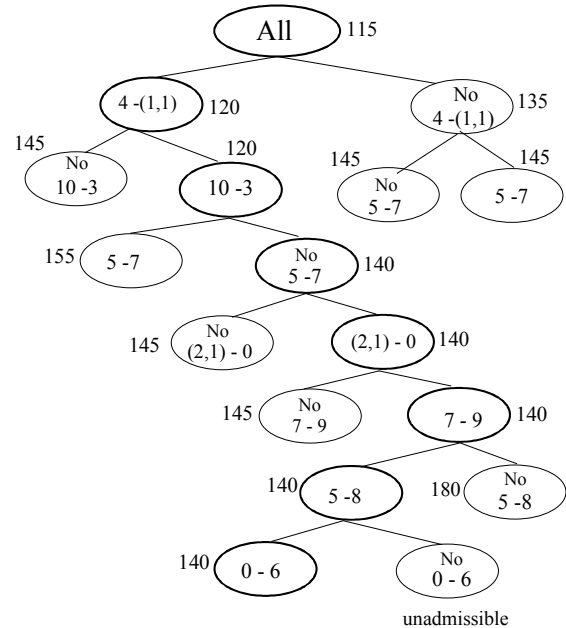 All 115
4 -(1,1) 120
No 135
4 -(1,1)
145 120 145 145
No
10 -3
10 -3
No
5 -7
5 -7
155 5 -7
No
5 -7 140
No
145 (2,1) - 0
(2,1) - 0 140
145 No
7 - 9
7 - 9 140
140 5 -8
180 No
5 -8
140 0 - 6
No
0 - 6
unadmissible